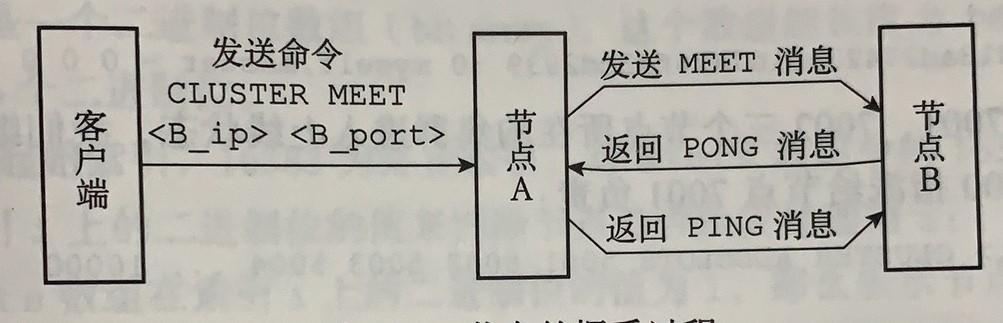 客户端
发送命令
CLUSTER MEET
<B_ip> <B_port>
节点A
发送 MEET 消息
返回 PONG 消息
返回 PING 消息
节点B